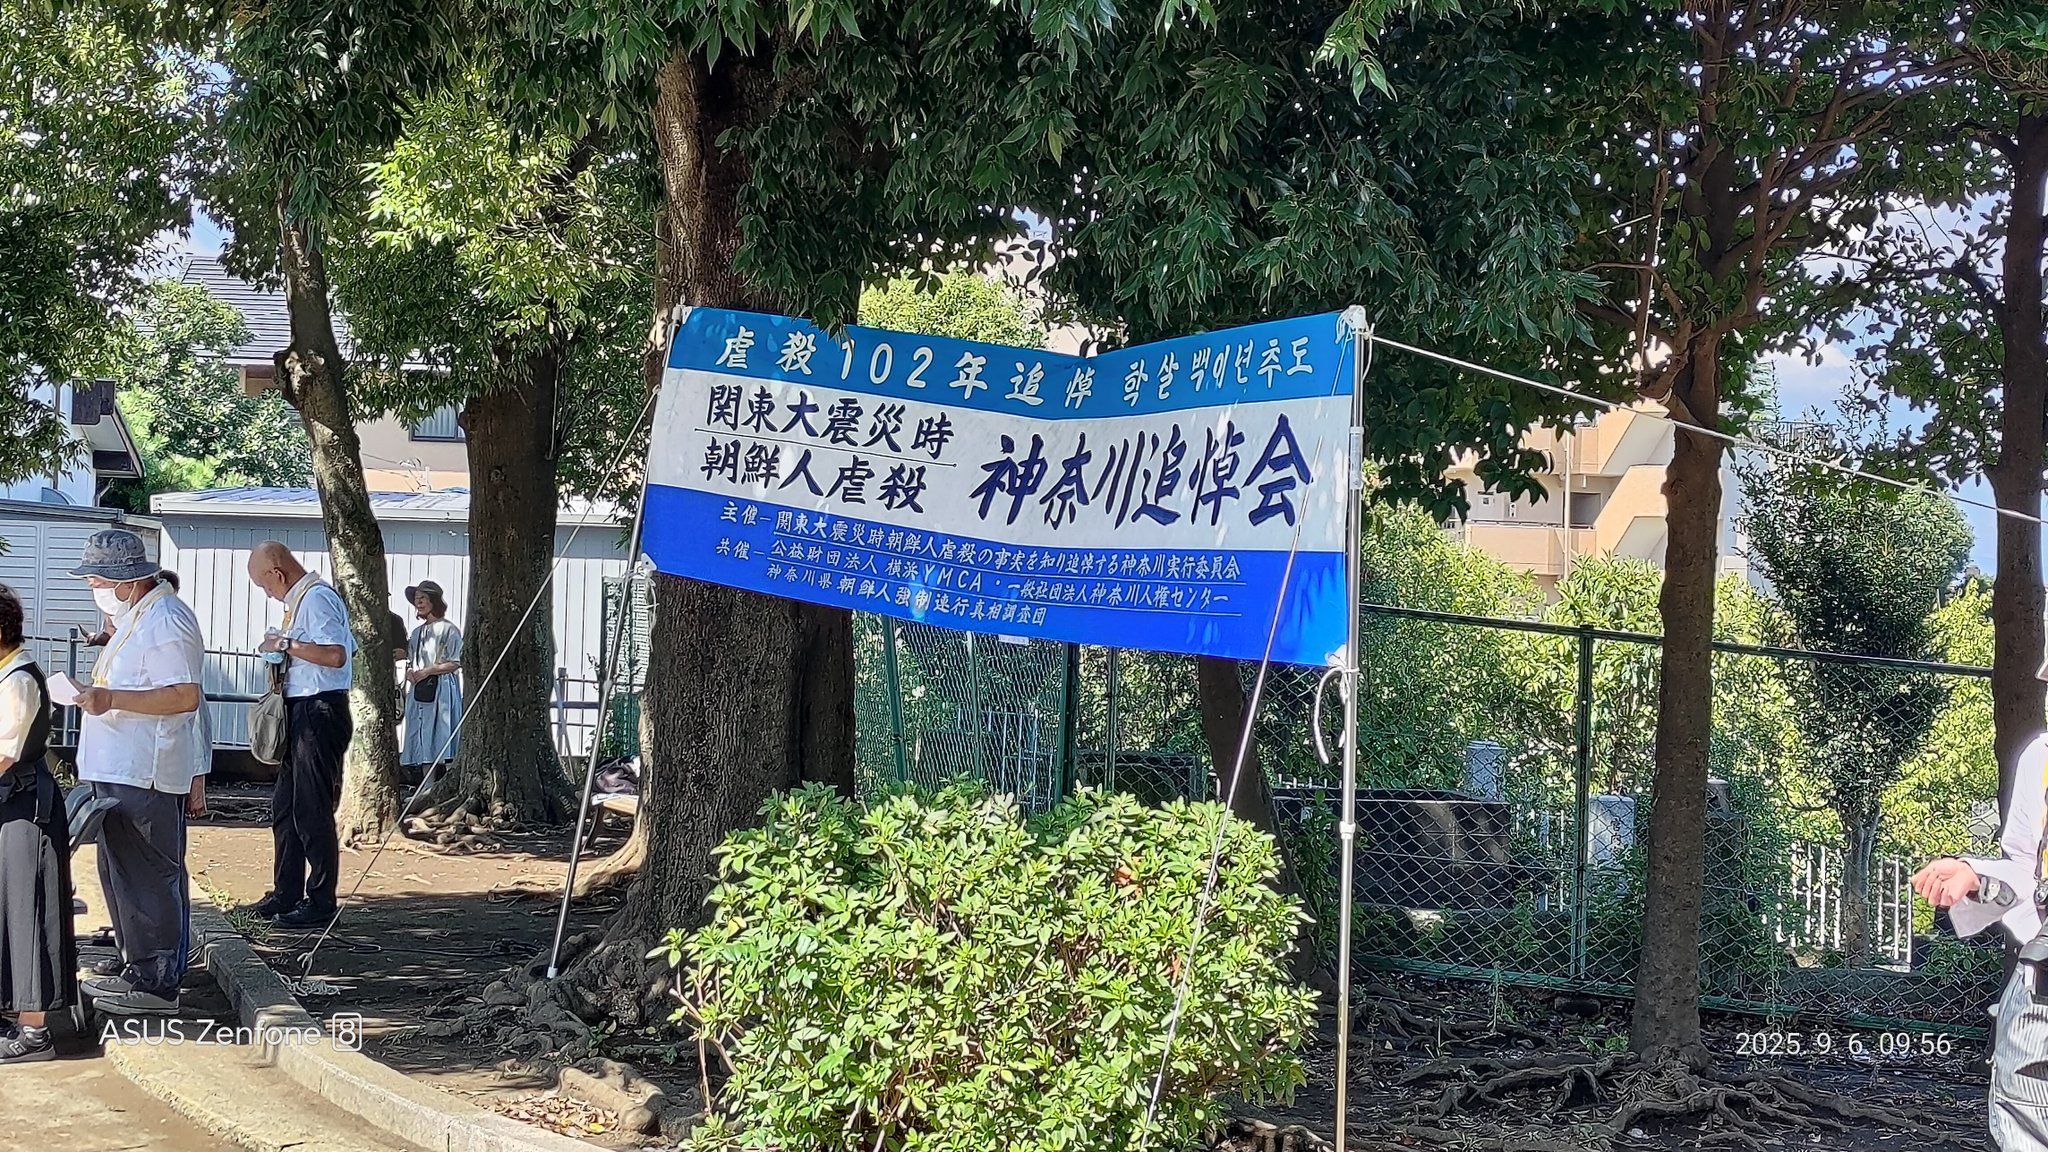 虐殺102年追悼 학살백이년추도
関東大震災時
朝鮮人虐殺
神奈川追悼会
主催－関東大震災時朝鮮人虐殺の事実を知り追悼する神奈川実行委員会
共催－公益財団法人 横浜YMCA・一般社団法人神奈川人権センター
神奈川県朝鮮人強制連行真相調査団
ASUS Zenfone 8
2025. 9. 6. 09:56